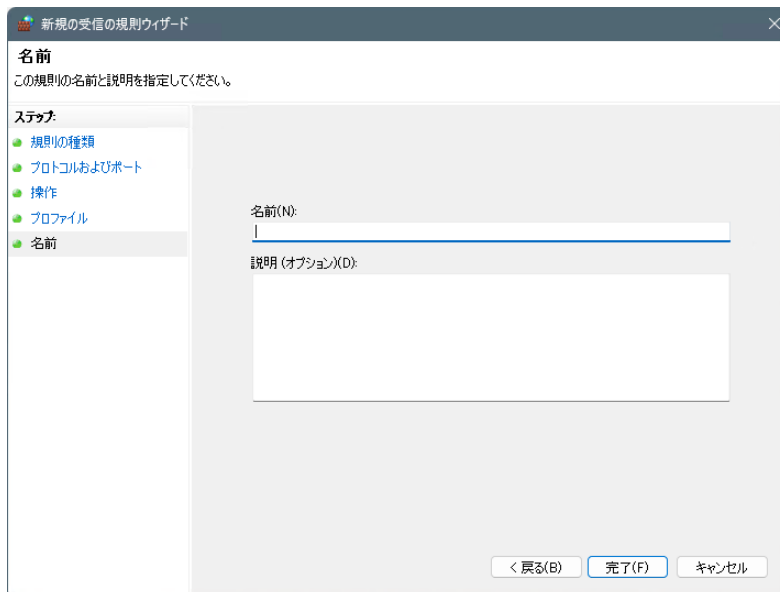 新規の受信の規則ウィザード
名前
この規則の名前と説明を指定してください。
ステップ:
規則の種類
プロトコルおよびポート
操作
プロファイル
名前
名前(N):
説明 (オプション)(D):
< 戻る(B)
完了(F)
キャンセル